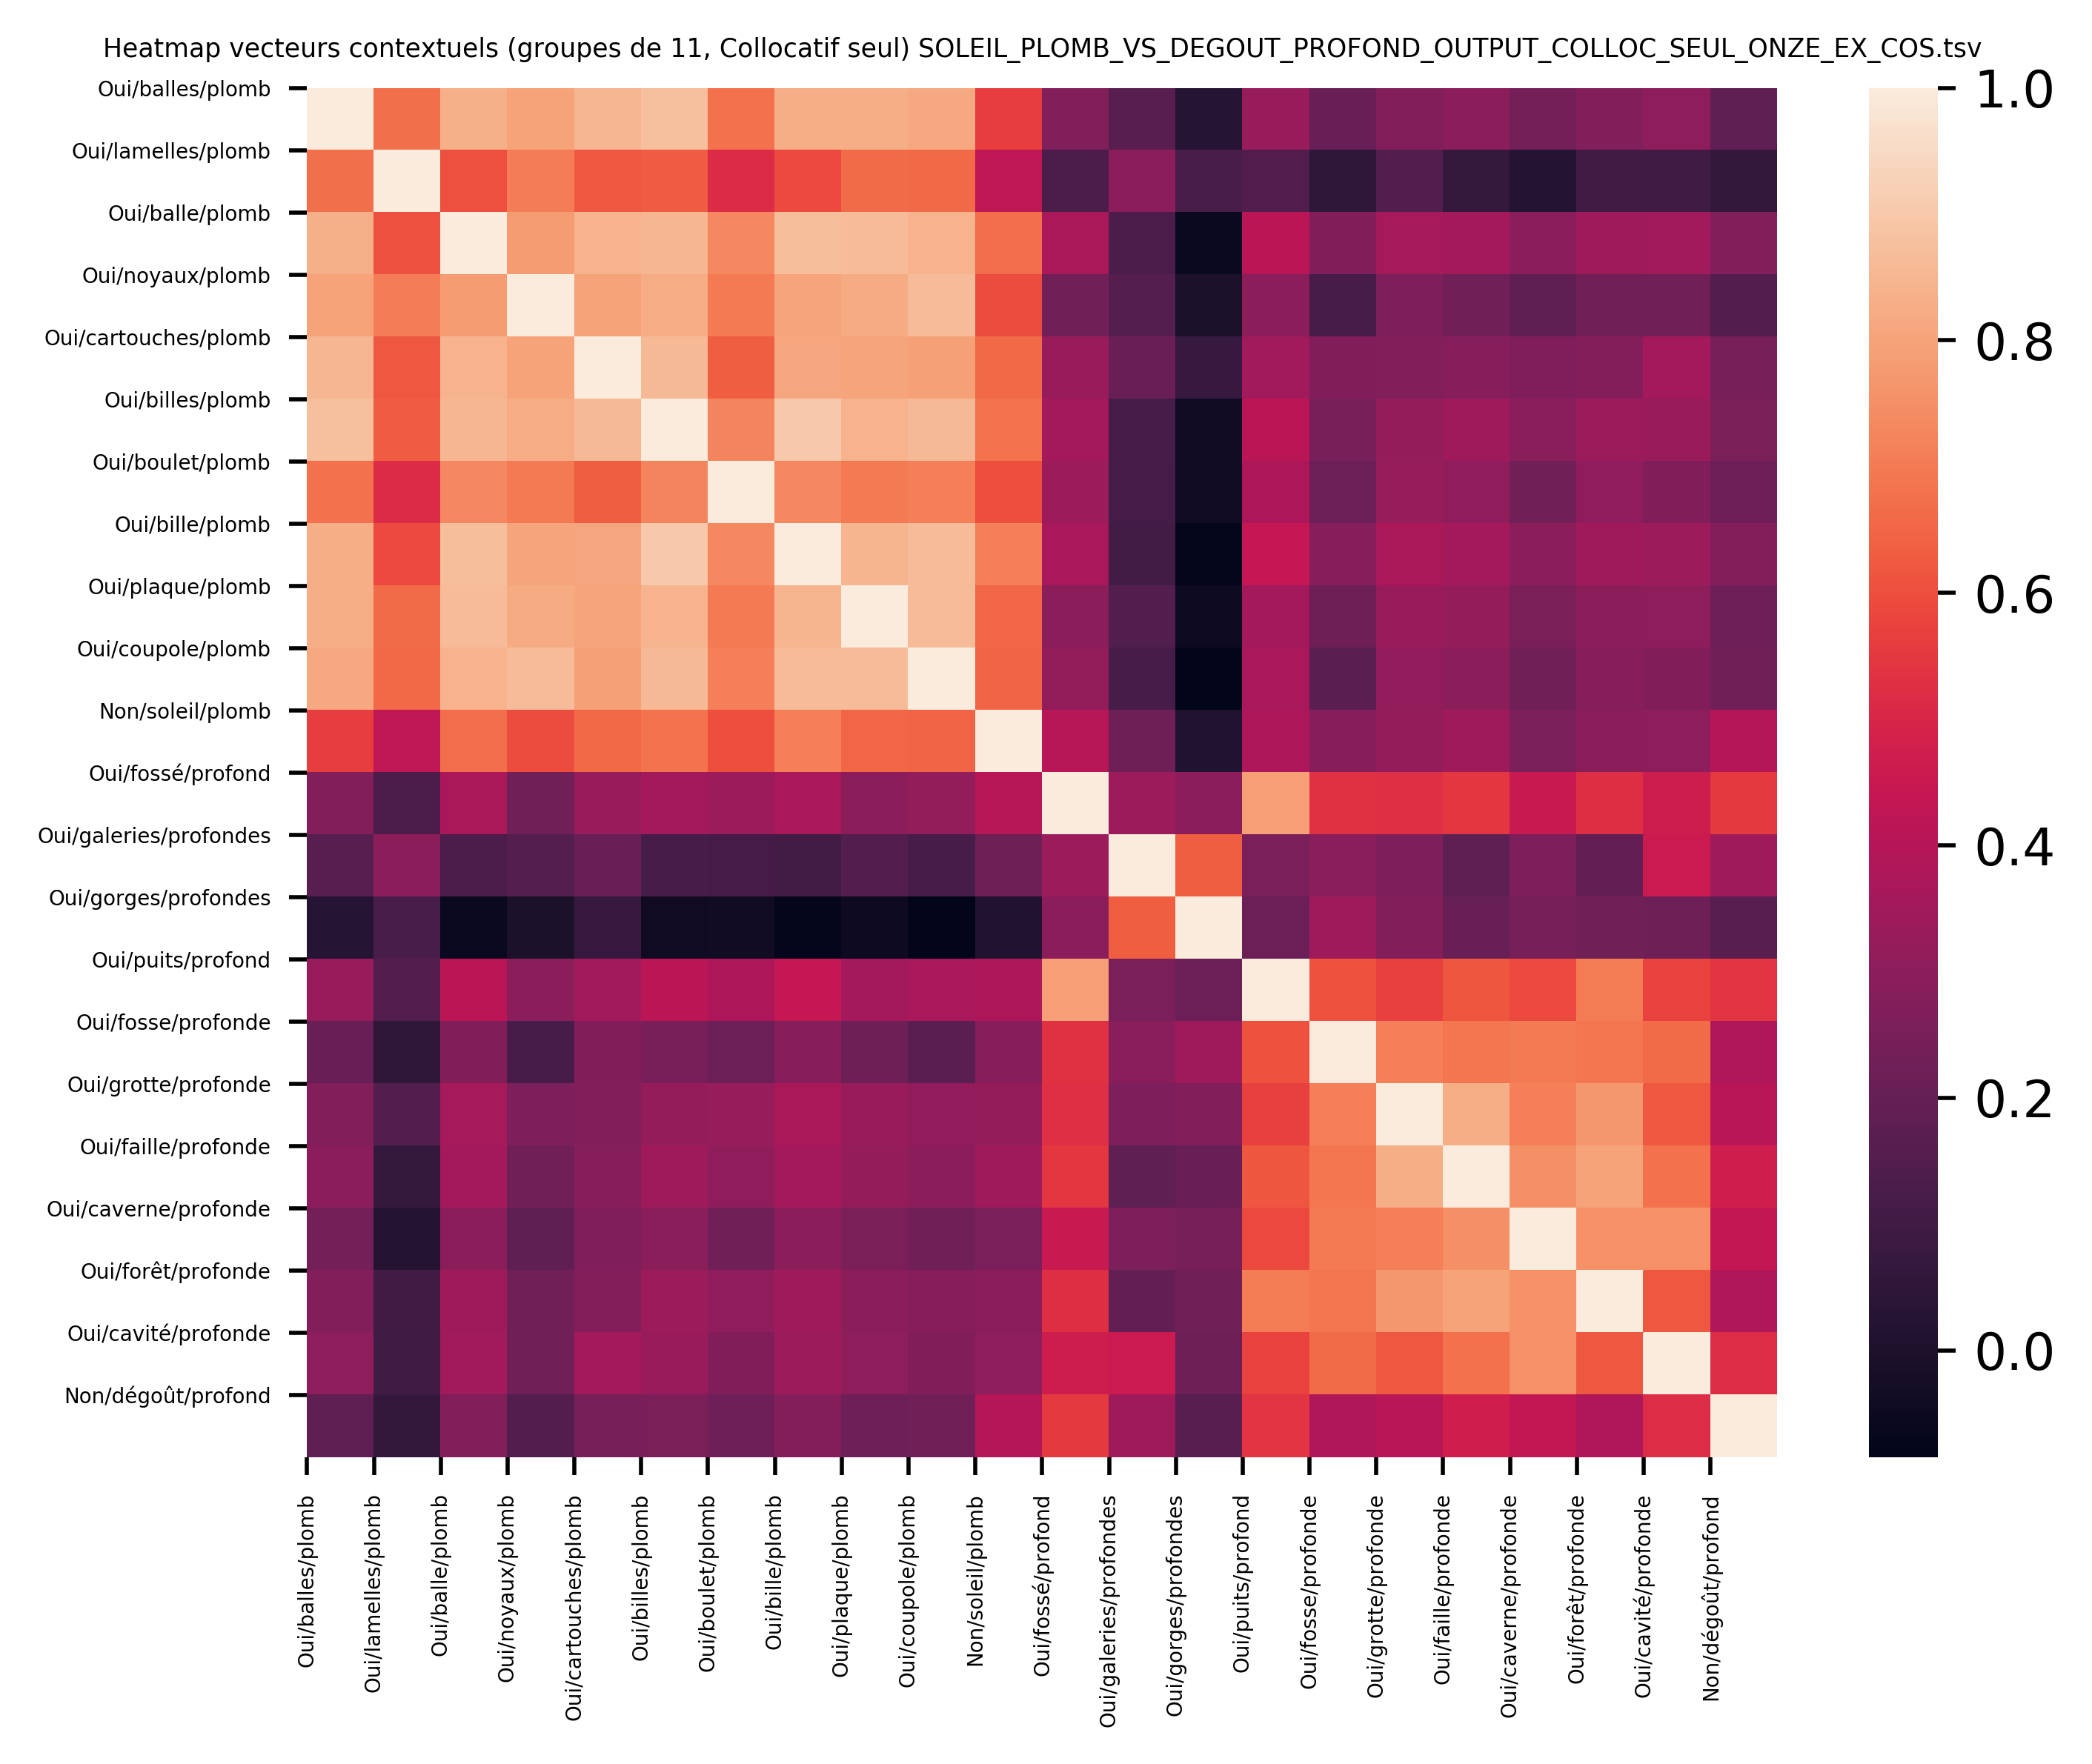 Heatmap vecteurs contextuels (groupes de 11, Collocatif seul) SOLEIL_PLOMB_VS_DEGOUT_PROFOND_OUTPUT_COLLOC_SEUL_ONZE_EX_COS.tsv
Oui/balles/plomb
Oui/lamelles/plomb
Oui/balle/plomb
Oui/noyaux/plomb
Oui/cartouches/plomb
Oui/billes/plomb
Oui/boulet/plomb
Oui/bille/plomb
Oui/plaque/plomb
Oui/coupole/plomb
Non/soleil/plomb
Oui/fossé/profond
Oui/galeries/profondes
Oui/gorges/profondes
Oui/puits/profond
Oui/fosse/profonde
Oui/grotte/profonde
Oui/faille/profonde
Oui/caverne/profonde
Oui/forêt/profonde
Oui/cavité/profonde
Non/dégoût/profond
1.0
0.8
0.6
0.4
0.2
0.0
Oui/balles/plomb
Oui/lamelles/plomb
Oui/balle/plomb
Oui/noyaux/plomb
Oui/cartouches/plomb
Oui/billes/plomb
Oui/boulet/plomb
Oui/bille/plomb
Oui/plaque/plomb
Oui/coupole/plomb
Non/soleil/plomb
Oui/fossé/profond
Oui/galeries/profondes
Oui/gorges/profondes
Oui/puits/profond
Oui/fosse/profonde
Oui/grotte/profonde
Oui/faille/profonde
Oui/caverne/profonde
Oui/forêt/profonde
Oui/cavité/profonde
Non/dégoût/profond